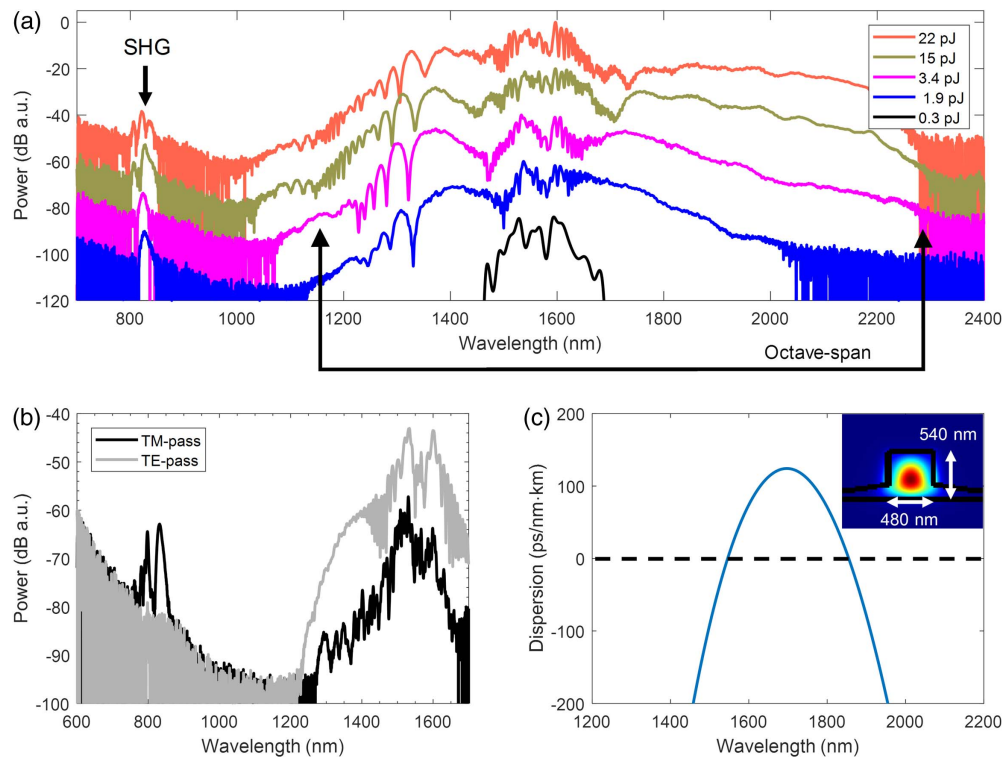 (a)
0
-20
-40
-60
-80
-100
-120
Power (dB a.u.)
SHG
22 pJ
15 pJ
3.4 pJ
1.9 pJ
0.3 pJ
800 1000 1200 1400 1600 1800 2000 2200 2400
Wavelength (nm)
Octave-span
(b)
-40
-50
-60
-70
-80
-90
-100
Power (dB a.u.)
TM-pass
TE-pass
600 800 1000 1200 1400 1600
Wavelength (nm)
(c)
200
100
0
-100
-200
Dispersion (ps/nm·km)
540 nm
480 nm
1200 1400 1600 1800 2000 2200
Wavelength (nm)